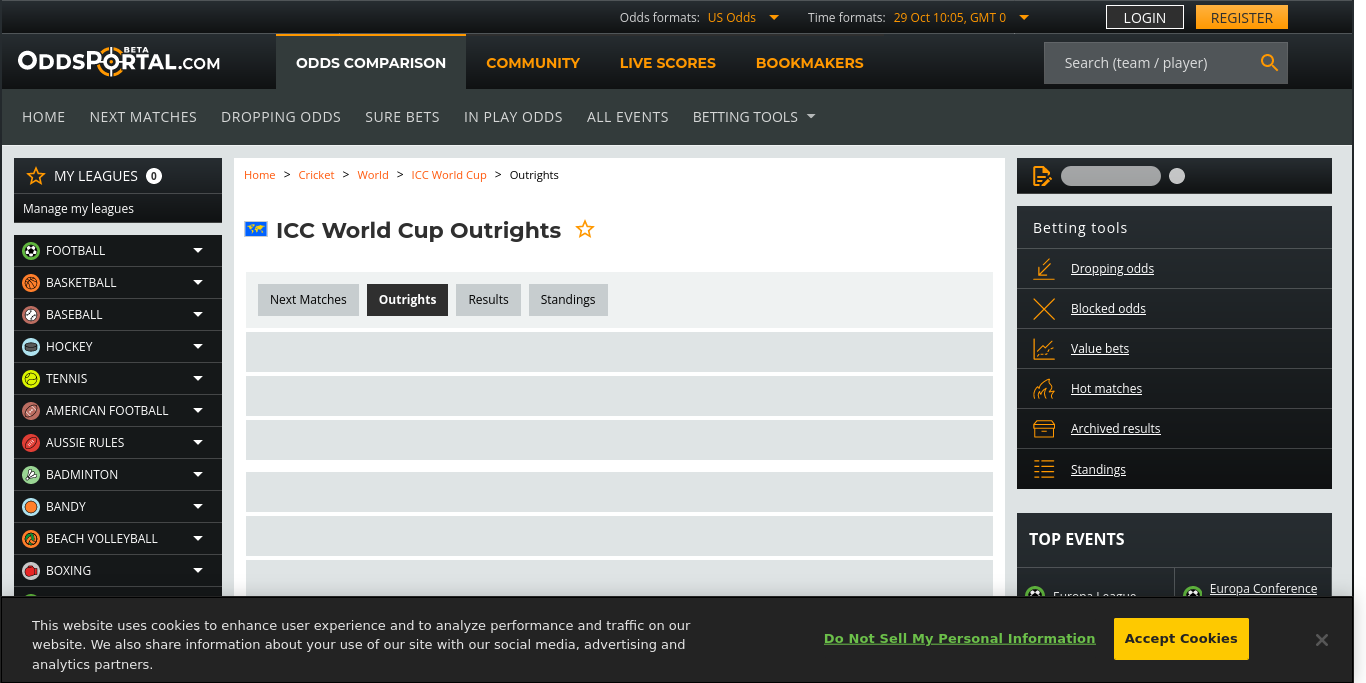 Odds formats: US Odds
Time formats: 29 Oct 10:05, GMT 0
LOGIN
REGISTER
ODDSPORTAL.COM
BETA
ODDS COMPARISON
COMMUNITY
LIVE SCORES
BOOKMAKERS
Search (team / player)
HOME
NEXT MATCHES
DROPPING ODDS
SURE BETS
IN PLAY ODDS
ALL EVENTS
BETTING TOOLS
MY LEAGUES 0
Manage my leagues
FOOTBALL
BASKETBALL
BASEBALL
HOCKEY
TENNIS
AMERICAN FOOTBALL
AUSSIE RULES
BADMINTON
BANDY
BEACH VOLLEYBALL
BOXING
Home > Cricket > World > ICC World Cup > Outrights
ICC World Cup Outrights
Next Matches
Outrights
Results
Standings
Betting tools
Dropping odds
Blocked odds
Value bets
Hot matches
Archived results
Standings
TOP EVENTS
Europa League
Europa Conference
This website uses cookies to enhance user experience and to analyze performance and traffic on our
website. We also share information about your use of our site with our social media, advertising and
analytics partners.
Do Not Sell My Personal Information
Accept Cookies